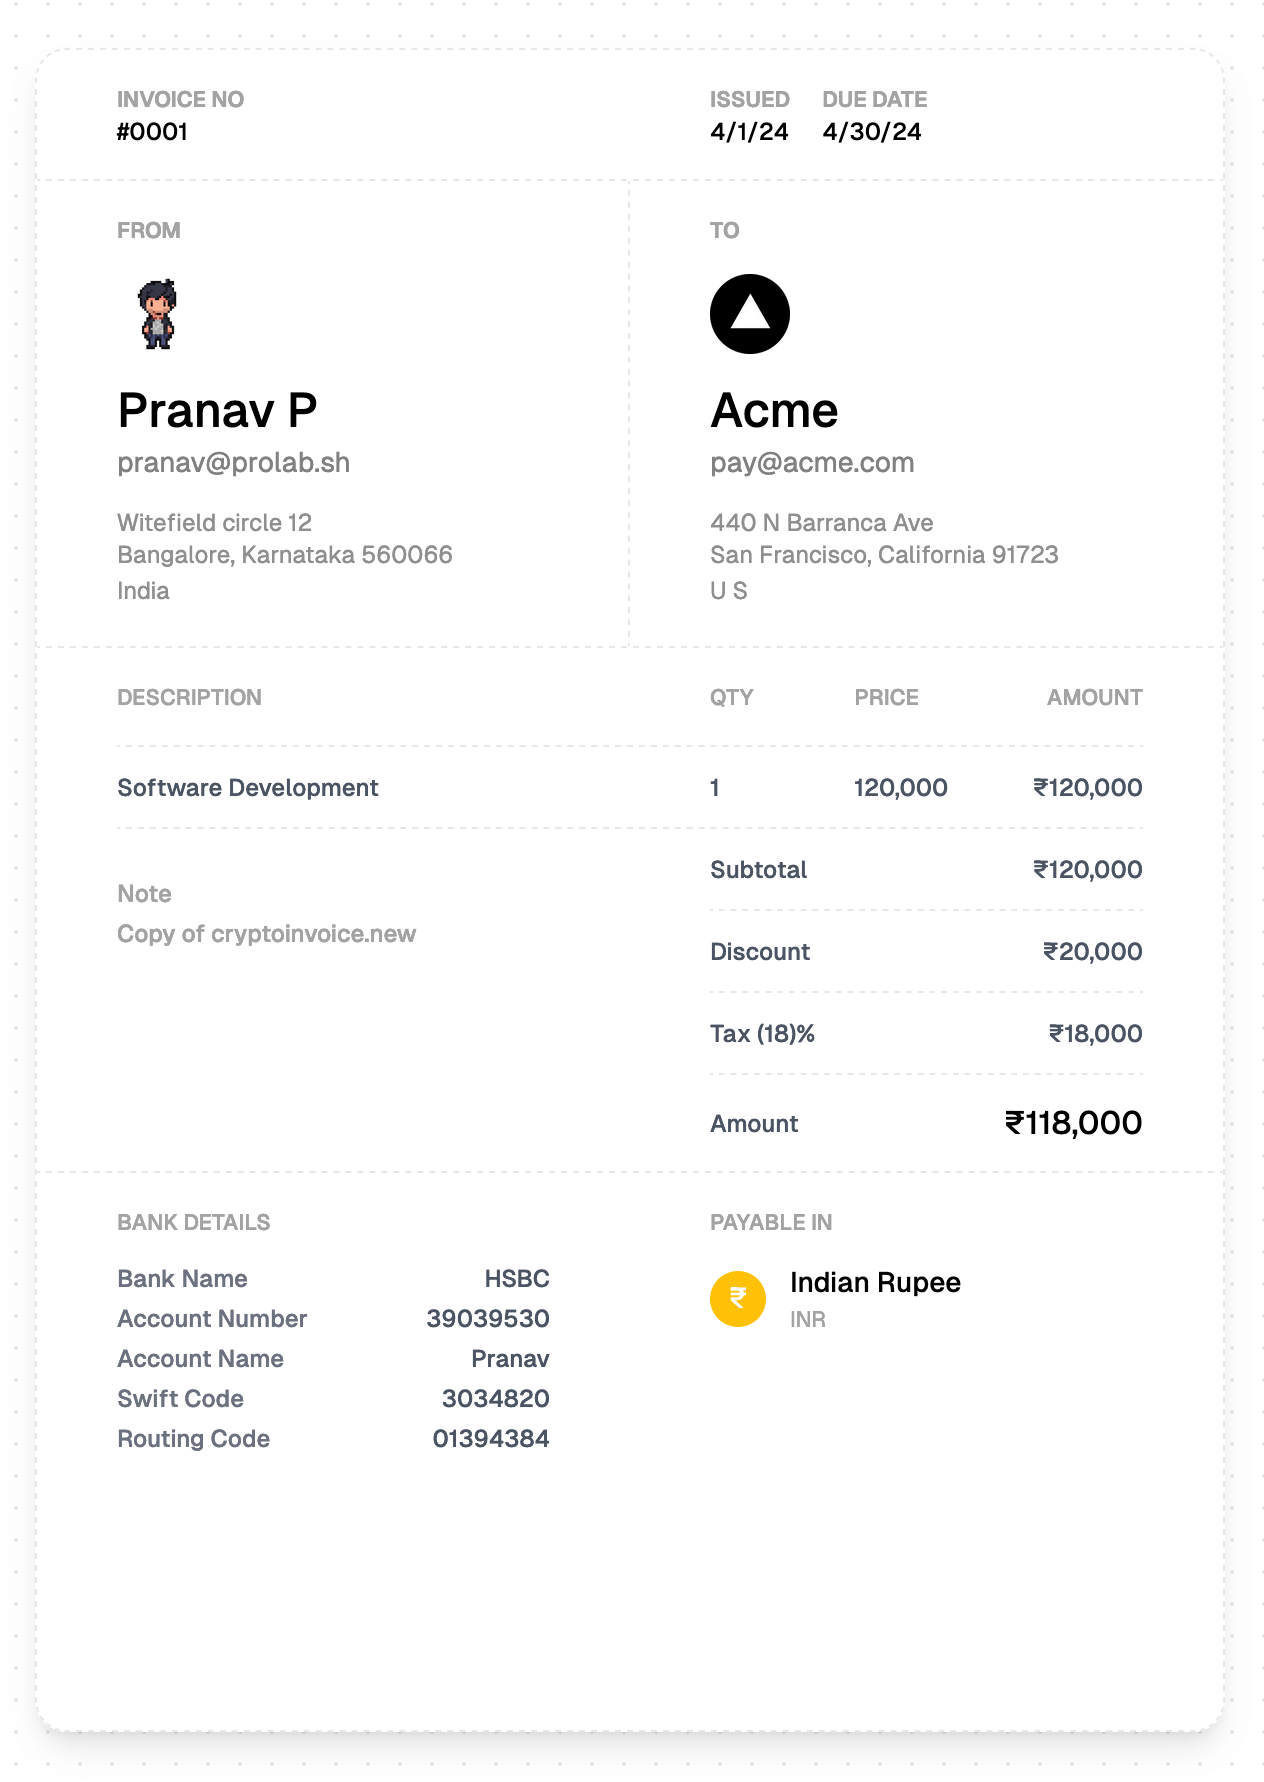 INVOICE NO
#0001
ISSUED DUE DATE
4/1/24 4/30/24
FROM
Pranav P
pranav@prolab.sh
Witefield circle 12
Bangalore, Karnataka 560066
India
TO
Acme
pay@acme.com
440 N Barranca Ave
San Francisco, California 91723
U S
DESCRIPTION QTY PRICE AMOUNT
Software Development 1 120,000 ₹120,000
Note
Copy of cryptoinvoice.new
Subtotal ₹120,000
Discount ₹20,000
Tax (18)% ₹18,000
Amount ₹118,000
BANK DETAILS
Bank Name HSBC
Account Number 39039530
Account Name Pranav
Swift Code 3034820
Routing Code 01394384
PAYABLE IN
₹ Indian Rupee
INR